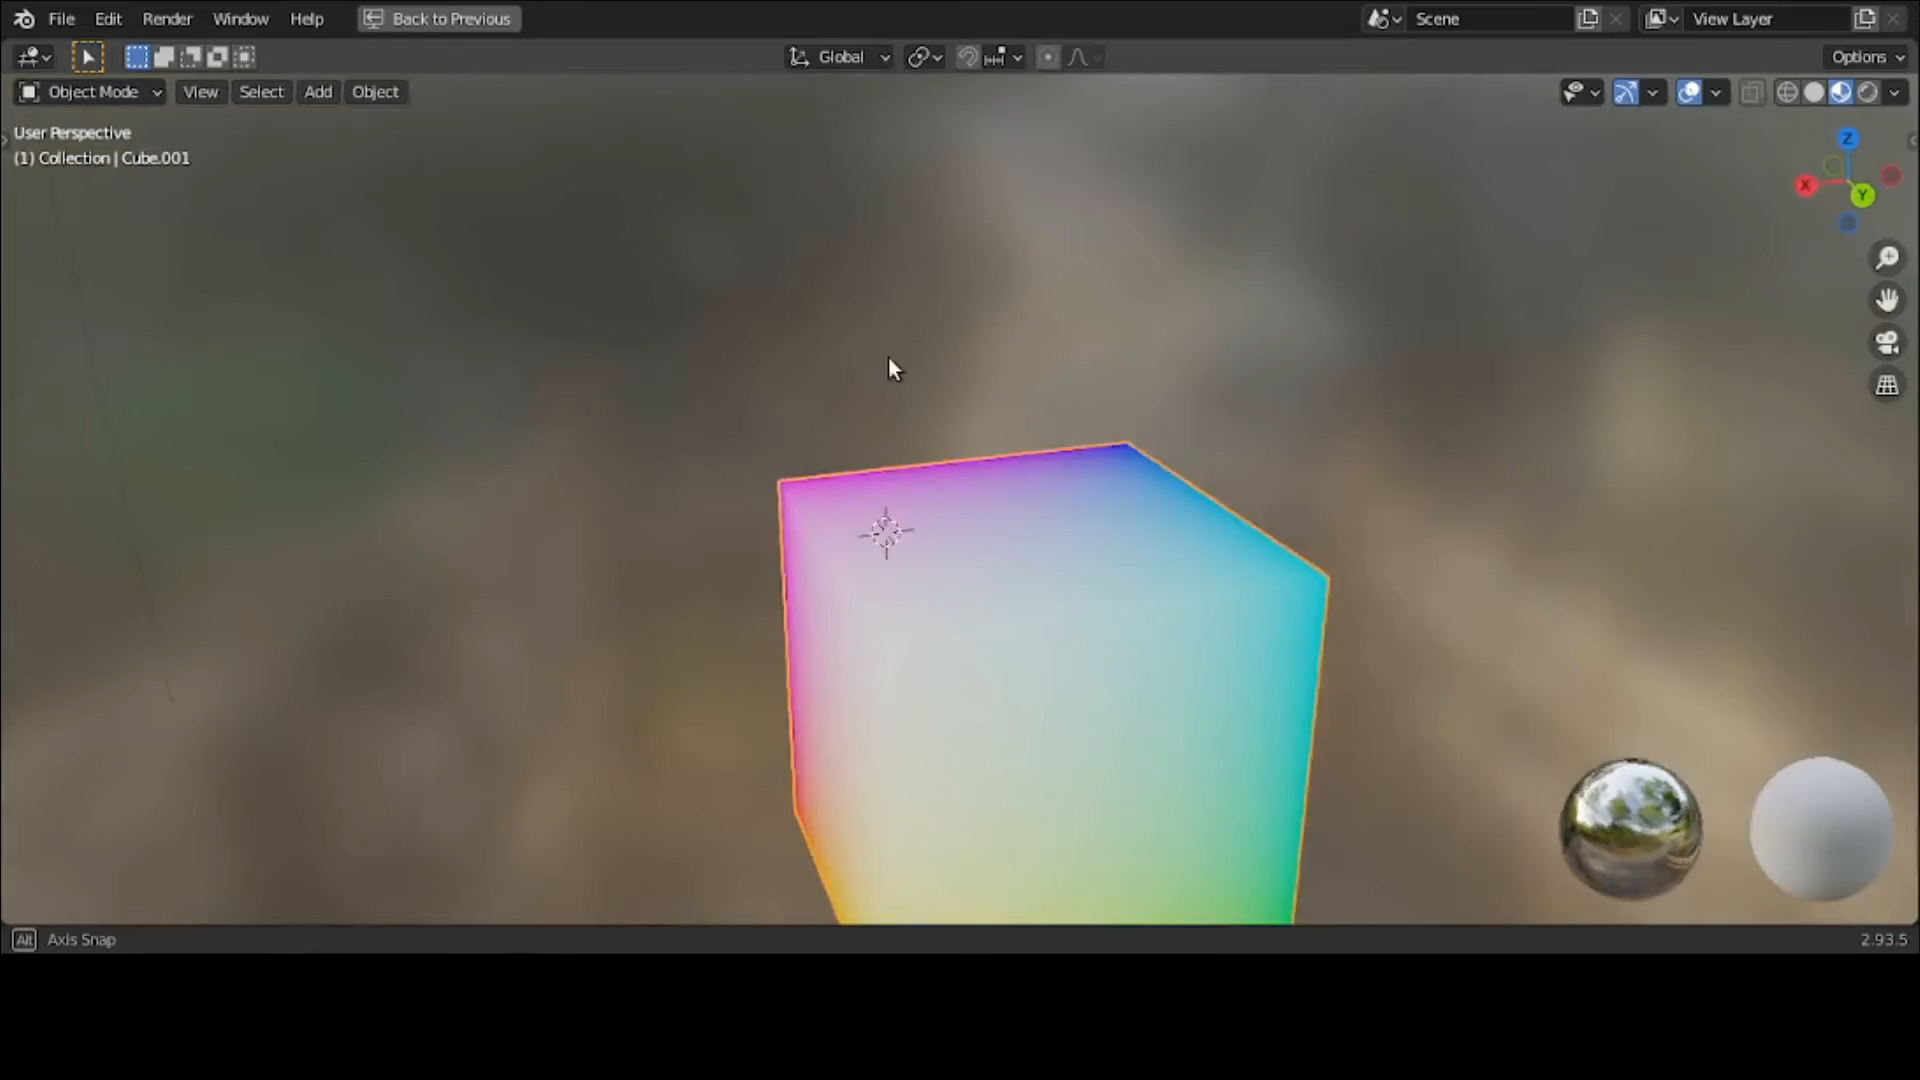 File Edit Render Window Help Back to Previous Scene View Layer
Global Options
Object Mode View Select Add Object
User Perspective
(1) Collection | Cube.001
Z
X
Y
Alt Axis Snap 2.93.5